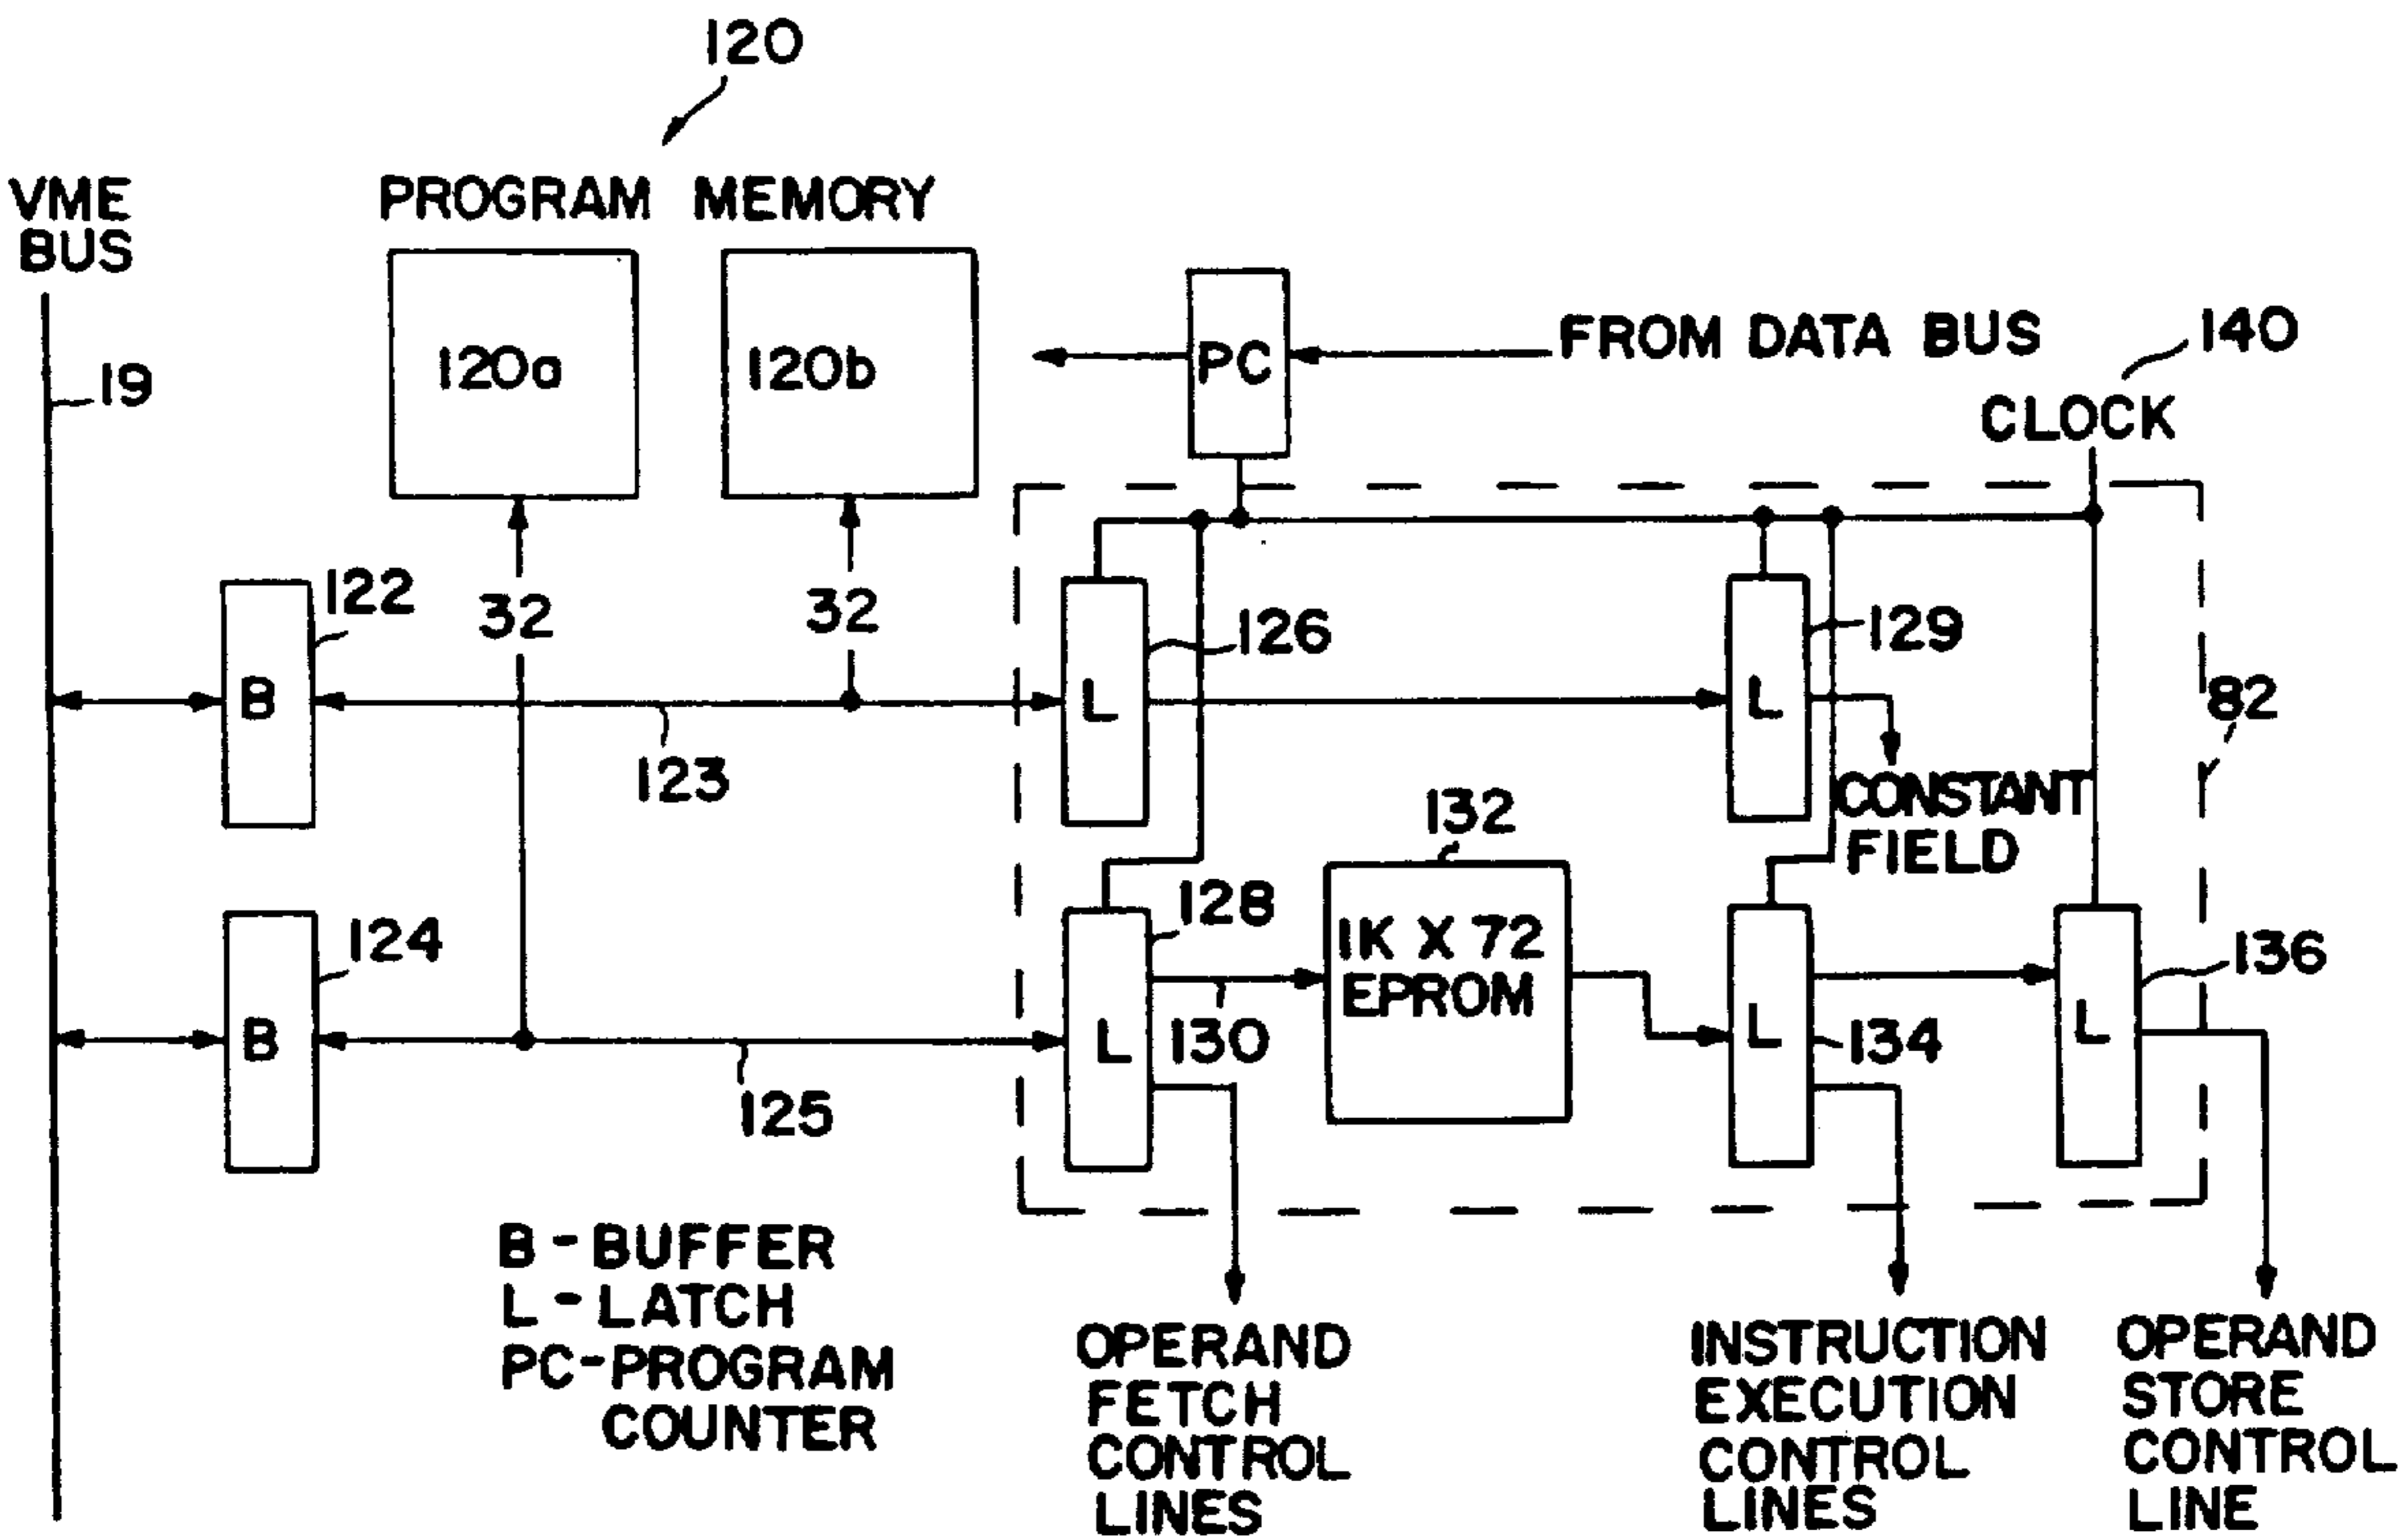 120
VME
BUS
PROGRAM MEMORY
120a
120b
PC
FROM DATA BUS
140
CLOCK
19
122
32
32
126
129
B
L
L
82
123
CONSTANT
FIELD
132
124
128
1K X 72
EPROM
136
B
L
130
L
134
L
125
B - BUFFER
L - LATCH
PC - PROGRAM
COUNTER
OPERAND
FETCH
CONTROL
LINES
INSTRUCTION
EXECUTION
CONTROL
LINES
OPERAND
STORE
CONTROL
LINE